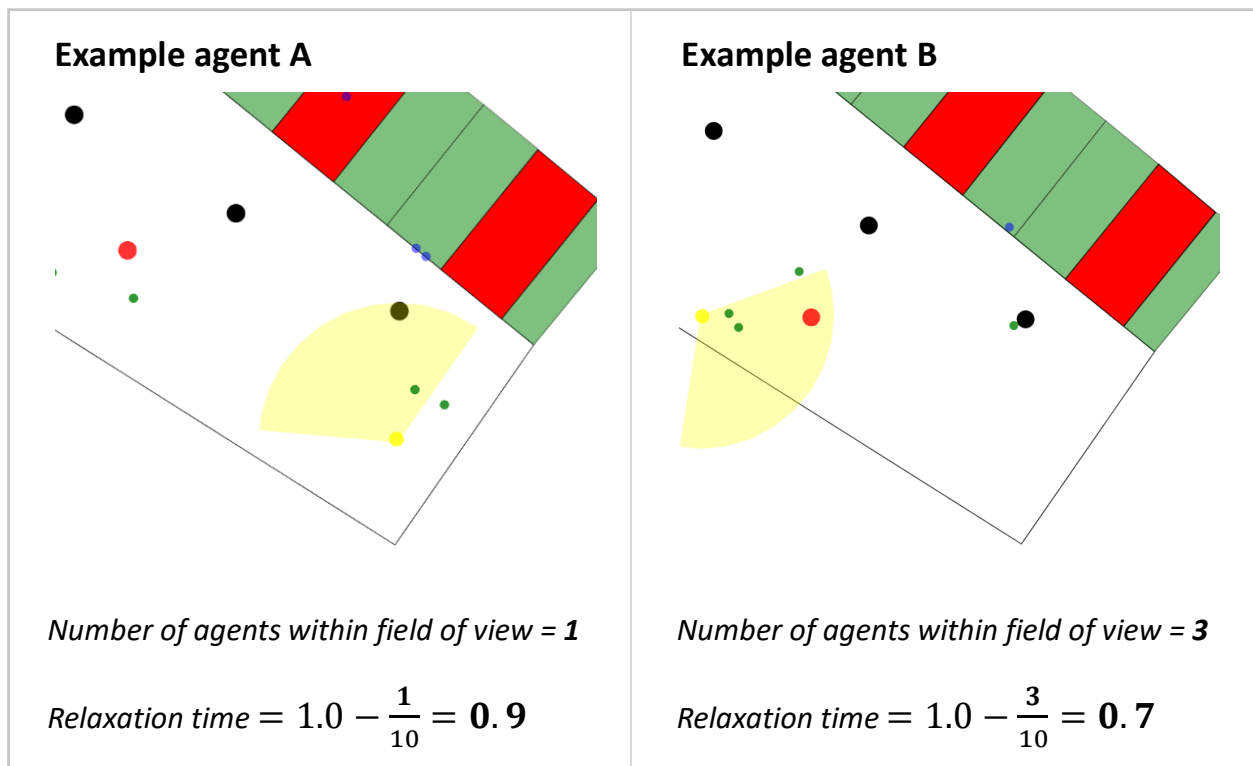 Example agent A
Number of agents within field of view = 1
Relaxation time = 1.0 − 1/10 = 0.9
Example agent B
Number of agents within field of view = 3
Relaxation time = 1.0 − 3/10 = 0.7